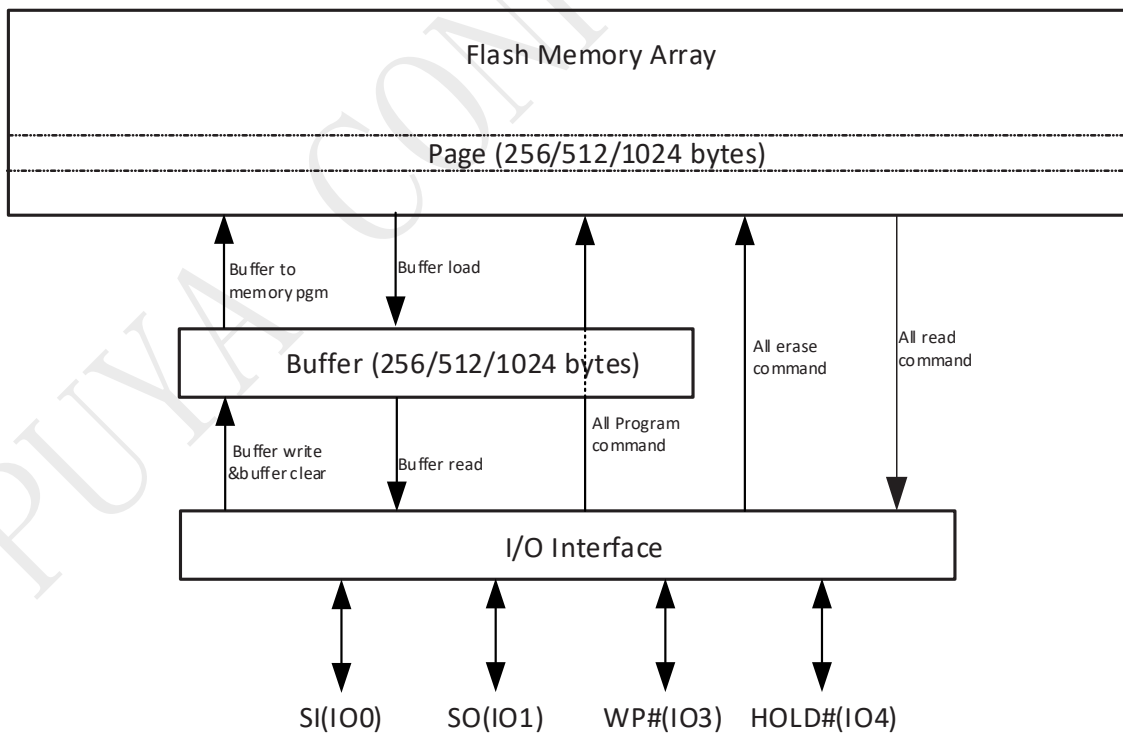 Flash Memory Array
Page (256/512/1024 bytes)
Buffer to
memory pgm
Buffer load
All erase
command
All read
command
Buffer (256/512/1024 bytes)
Buffer write
&buffer clear
Buffer read
All Program
command
I/O Interface
SI(IO0)
SO(IO1)
WP#(IO3)
HOLD#(IO4)
PUYA CON